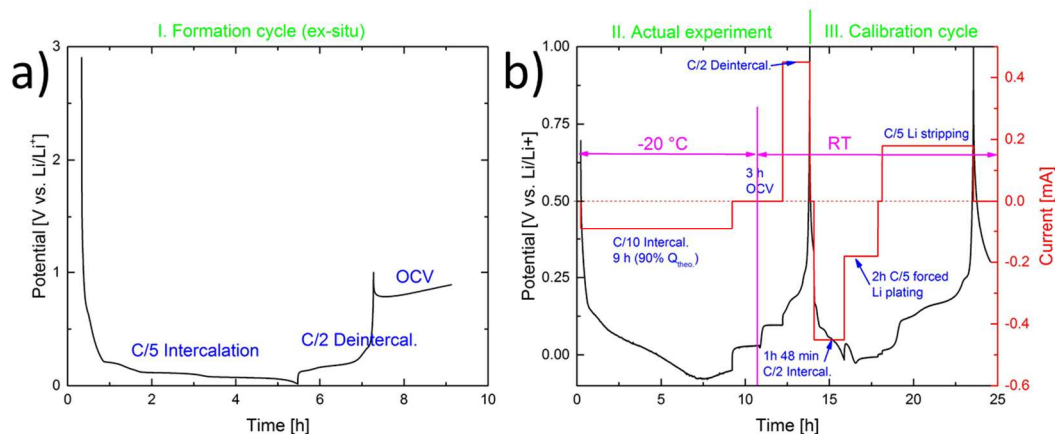 I. Formation cycle (ex-situ)
a)
3
2
1
0
Potential [V vs. Li/Li⁺]
C/5 Intercalation
C/2 Deintercal.
OCV
0 2 4 6 8 10
Time [h]
II. Actual experiment
III. Calibration cycle
b)
1.00
0.75
0.50
0.25
0.00
Potential [V vs. Li/Li+]
C/2 Deintercal.
-20 °C
RT
3 h
OCV
C/5 Li stripping
C/10 Intercal.
9 h (90% Qtheo.)
2h C/5 forced
Li plating
1h 48 min
C/2 Intercal.
0.4
0.2
0.0
-0.2
-0.4
-0.6
Current [mA]
0 5 10 15 20 25
Time [h]